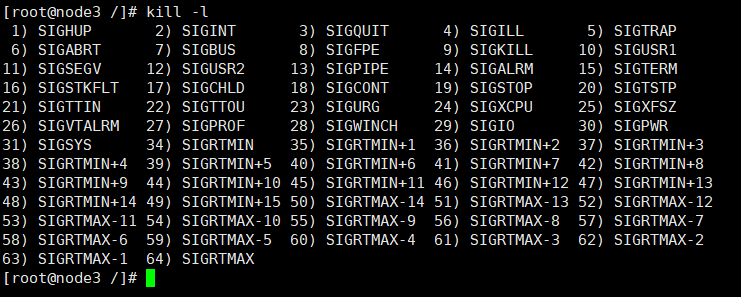 [root@node3 /]# kill -l
 1) SIGHUP       2) SIGINT       3) SIGQUIT      4) SIGILL       5) SIGTRAP
 6) SIGABRT      7) SIGBUS       8) SIGFPE       9) SIGKILL     10) SIGUSR1
11) SIGSEGV     12) SIGUSR2     13) SIGPIPE     14) SIGALRM     15) SIGTERM
16) SIGSTKFLT   17) SIGCHLD     18) SIGCONT     19) SIGSTOP     20) SIGTSTP
21) SIGTTIN     22) SIGTTOU     23) SIGURG      24) SIGXCPU     25) SIGXFSZ
26) SIGVTALRM   27) SIGPROF     28) SIGWINCH    29) SIGIO       30) SIGPWR
31) SIGSYS      34) SIGRTMIN    35) SIGRTMIN+1  36) SIGRTMIN+2  37) SIGRTMIN+3
38) SIGRTMIN+4  39) SIGRTMIN+5  40) SIGRTMIN+6  41) SIGRTMIN+7  42) SIGRTMIN+8
43) SIGRTMIN+9  44) SIGRTMIN+10 45) SIGRTMIN+11 46) SIGRTMIN+12 47) SIGRTMIN+13
48) SIGRTMIN+14 49) SIGRTMIN+15 50) SIGRTMAX-14 51) SIGRTMAX-13 52) SIGRTMAX-12
53) SIGRTMAX-11 54) SIGRTMAX-10 55) SIGRTMAX-9  56) SIGRTMAX-8  57) SIGRTMAX-7
58) SIGRTMAX-6  59) SIGRTMAX-5  60) SIGRTMAX-4  61) SIGRTMAX-3  62) SIGRTMAX-2
63) SIGRTMAX-1  64) SIGRTMAX
[root@node3 /]#